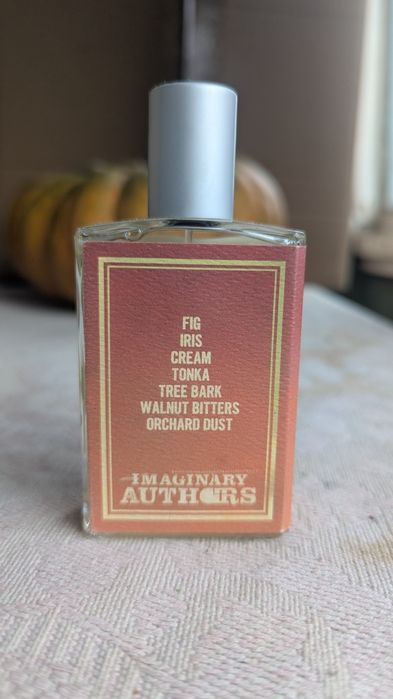 FIG
IRIS
CREAM
TONKA
TREE BARK
WALNUT BITTERS
ORCHARD DUST
IMAGINARY
AUTHORS